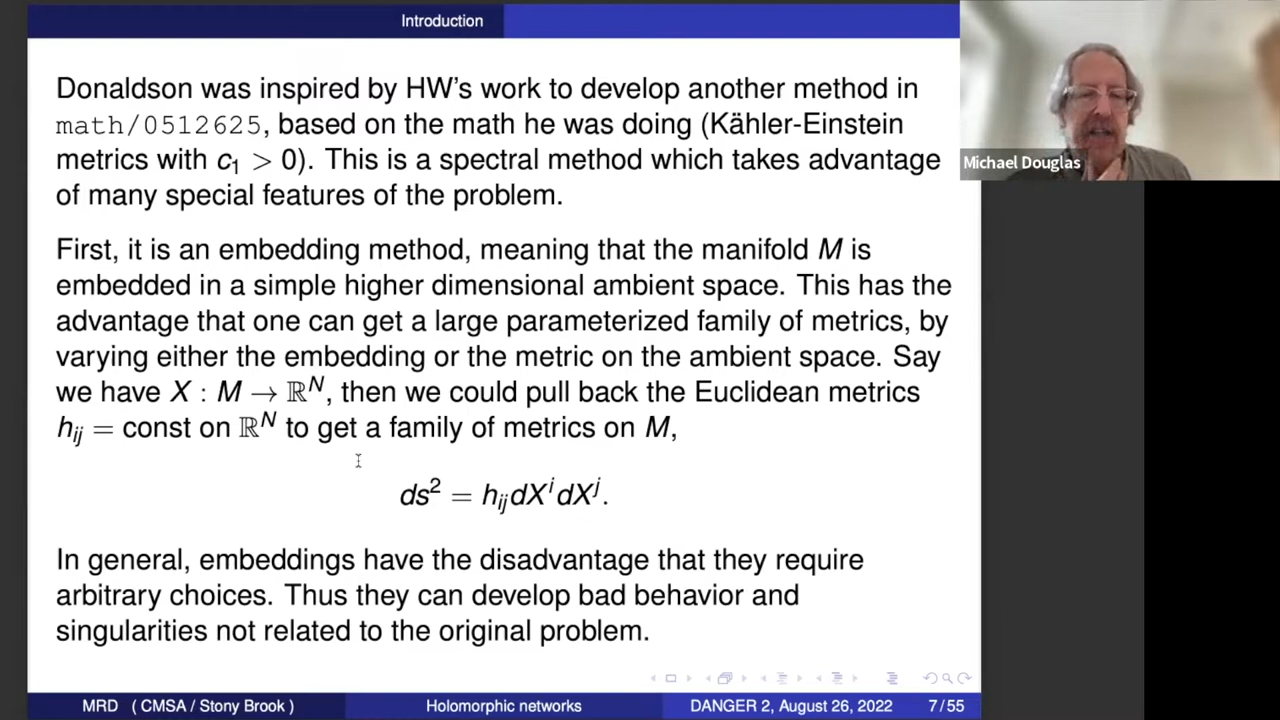 Introduction
Donaldson was inspired by HW's work to develop another method in
math/0512625, based on the math he was doing (Kähler-Einstein
metrics with c₁ > 0). This is a spectral method which takes advantage
of many special features of the problem.
First, it is an embedding method, meaning that the manifold M is
embedded in a simple higher dimensional ambient space. This has the
advantage that one can get a large parameterized family of metrics, by
varying either the embedding or the metric on the ambient space. Say
we have X : M → ℝᴺ, then we could pull back the Euclidean metrics
hᵢⱼ = const on ℝᴺ to get a family of metrics on M,
ds² = hᵢⱼdXⁱdXʲ.
In general, embeddings have the disadvantage that they require
arbitrary choices. Thus they can develop bad behavior and
singularities not related to the original problem.
MRD ( CMSA / Stony Brook ) Holomorphic networks DANGER 2, August 26, 2022 7 / 55
Michael Douglas